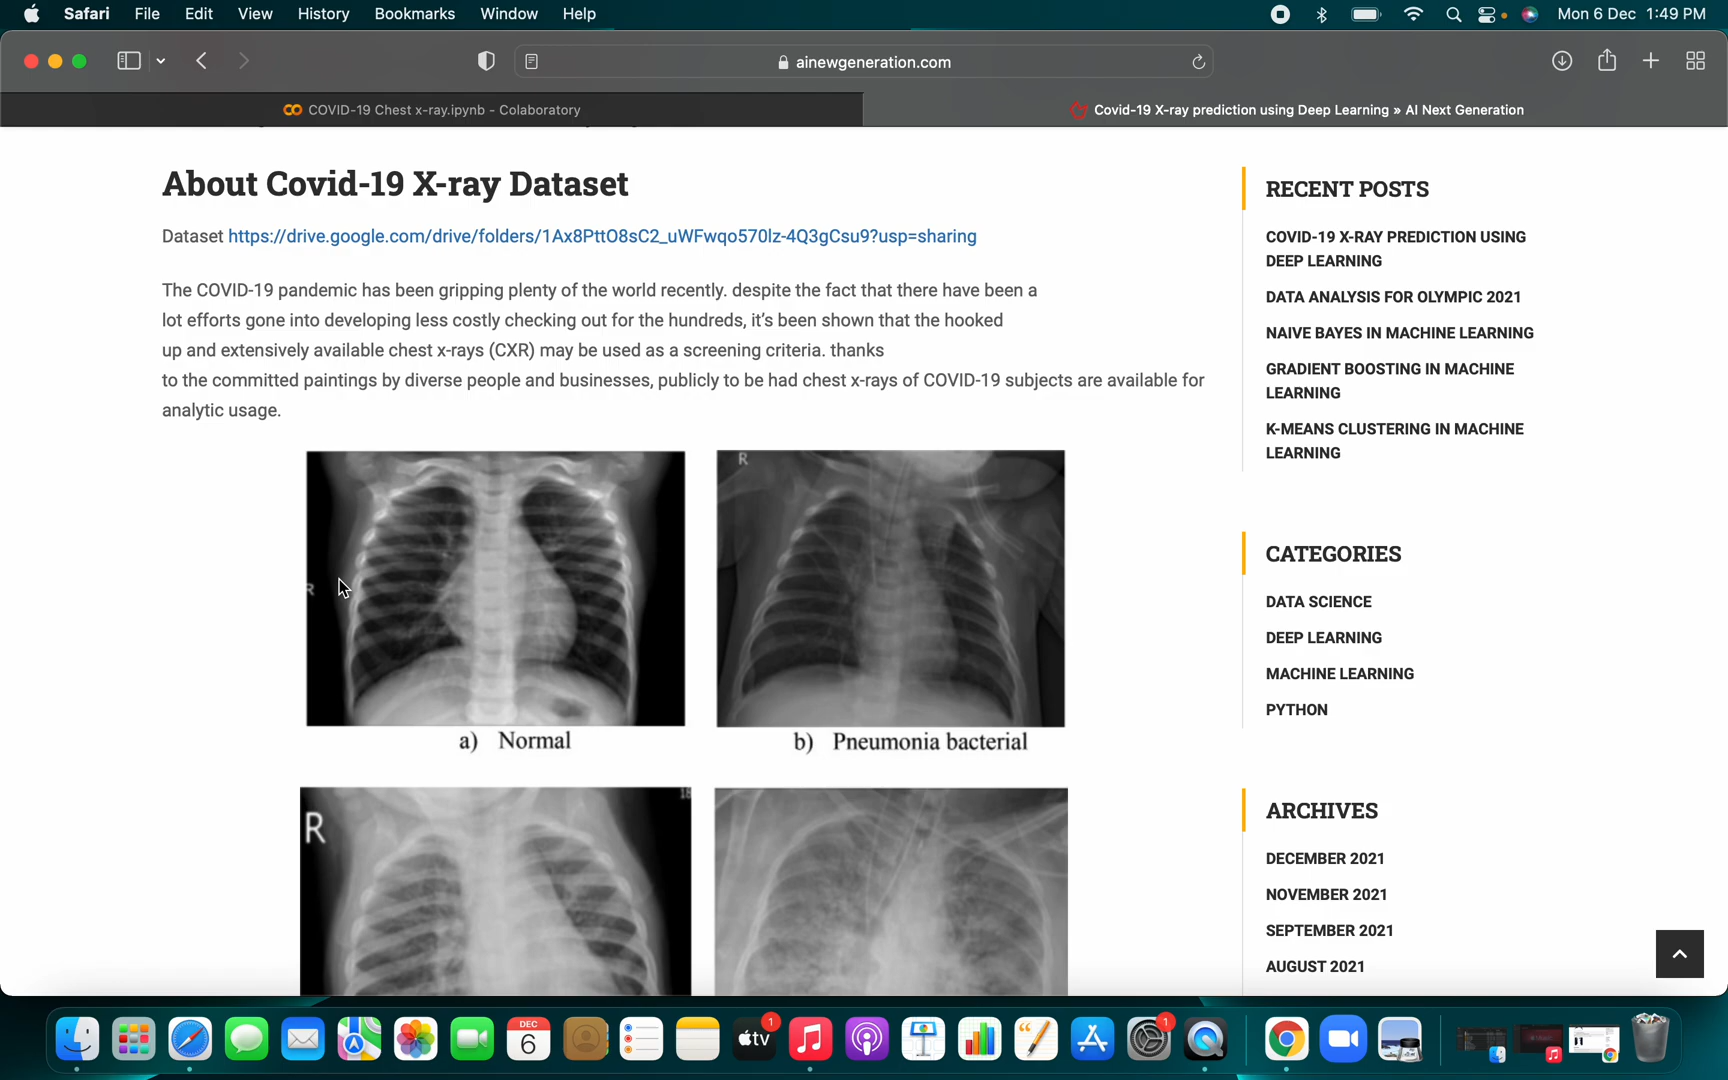 Safari File Edit View History Bookmarks Window Help Mon 6 Dec 1:49 PM
ainewgeneration.com
COVID-19 Chest x-ray.ipynb - Colaboratory
Covid-19 X-ray prediction using Deep Learning » AI Next Generation
About Covid-19 X-ray Dataset
Dataset https://drive.google.com/drive/folders/1Ax8PttO8sC2_uWFwqo570lz-4Q3gCsu9?usp=sharing
The COVID-19 pandemic has been gripping plenty of the world recently. despite the fact that there have been a
lot efforts gone into developing less costly checking out for the hundreds, it's been shown that the hooked
up and extensively available chest x-rays (CXR) may be used as a screening criteria. thanks
to the committed paintings by diverse people and businesses, publicly to be had chest x-rays of COVID-19 subjects are available for
analytic usage.
R
R
a) Normal
b) Pneumonia bacterial
R
RECENT POSTS
COVID-19 X-RAY PREDICTION USING
DEEP LEARNING
DATA ANALYSIS FOR OLYMPIC 2021
NAIVE BAYES IN MACHINE LEARNING
GRADIENT BOOSTING IN MACHINE
LEARNING
K-MEANS CLUSTERING IN MACHINE
LEARNING
CATEGORIES
DATA SCIENCE
DEEP LEARNING
MACHINE LEARNING
PYTHON
ARCHIVES
DECEMBER 2021
NOVEMBER 2021
SEPTEMBER 2021
AUGUST 2021
DEC
6
tv
1
1